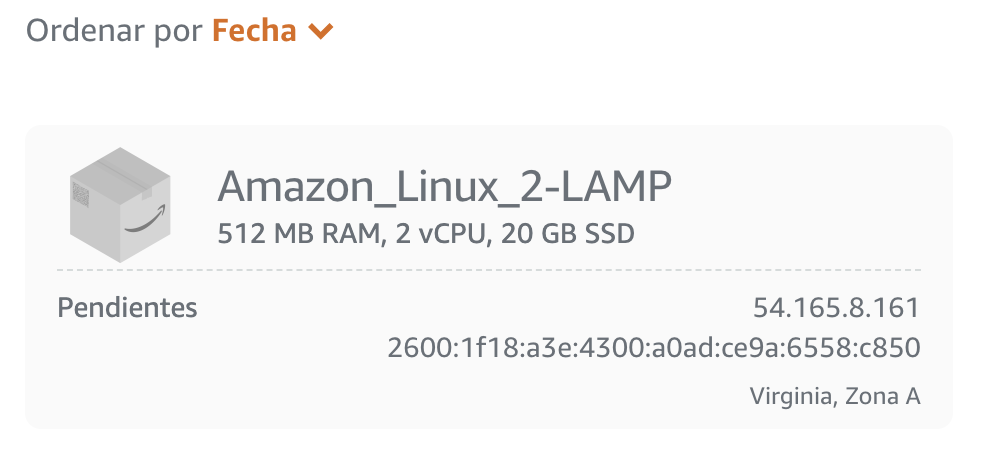 Ordenar por Fecha
Amazon_Linux_2-LAMP
512 MB RAM, 2 vCPU, 20 GB SSD
Pendientes
54.165.8.161
2600:1f18:a3e:4300:a0ad:ce9a:6558:c850
Virginia, Zona A